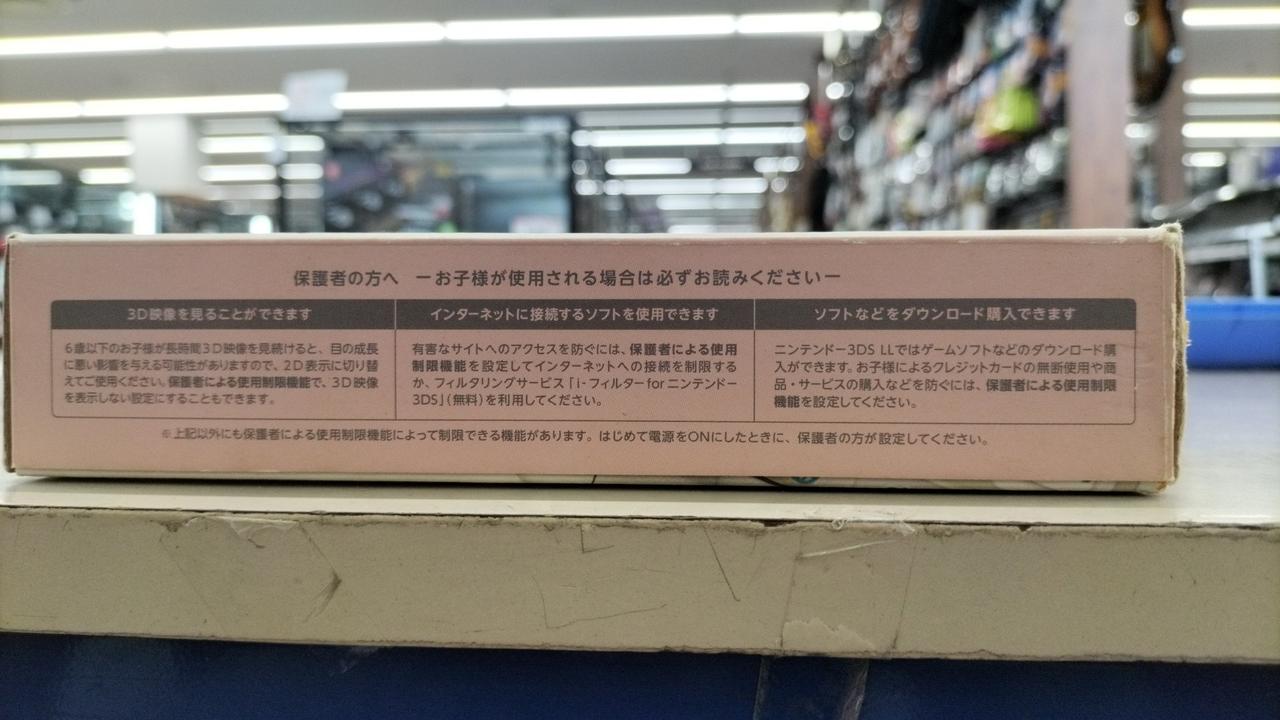 保護者の方へ ーお子様が使用される場合は必ずお読みくださいー
3D映像を見ることができます
6歳以下のお子様が長時間3D映像を見続けると、目の成長
に悪い影響を与える可能性がありますので、2D表示に切り替
えてご使用ください。保護者による使用制限機能で、3D映像
を表示しない設定にすることもできます。
インターネットに接続するソフトを使用できます
有害なサイトへのアクセスを防ぐには、保護者による使用
制限機能を設定してインターネットへの接続を制限する
か、フィルタリングサービス「i-フィルター for ニンテンドー
3DS」（無料）を利用してください。
ソフトなどをダウンロード購入できます
ニンテンドー3DS LLではゲームソフトなどのダウンロード購
入ができます。お子様によるクレジットカードの無断使用や商
品・サービスの購入などを防ぐには、保護者による使用制限
機能を設定してください。
※上記以外にも保護者による使用制限機能によって制限できる機能があります。はじめて電源をONにしたときに、保護者の方が設定してください。